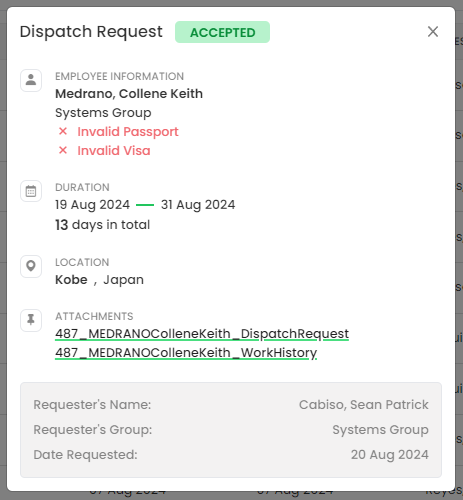 Dispatch Request ACCEPTED
EMPLOYEE INFORMATION
Medrano, Collene Keith
Systems Group
× Invalid Passport
× Invalid Visa
DURATION
19 Aug 2024 — 31 Aug 2024
13 days in total
LOCATION
Kobe , Japan
ATTACHMENTS
487_MEDRANOColleneKeith_DispatchRequest
487_MEDRANOColleneKeith_WorkHistory
Requester's Name: Cabiso, Sean Patrick
Requester's Group: Systems Group
Date Requested: 20 Aug 2024